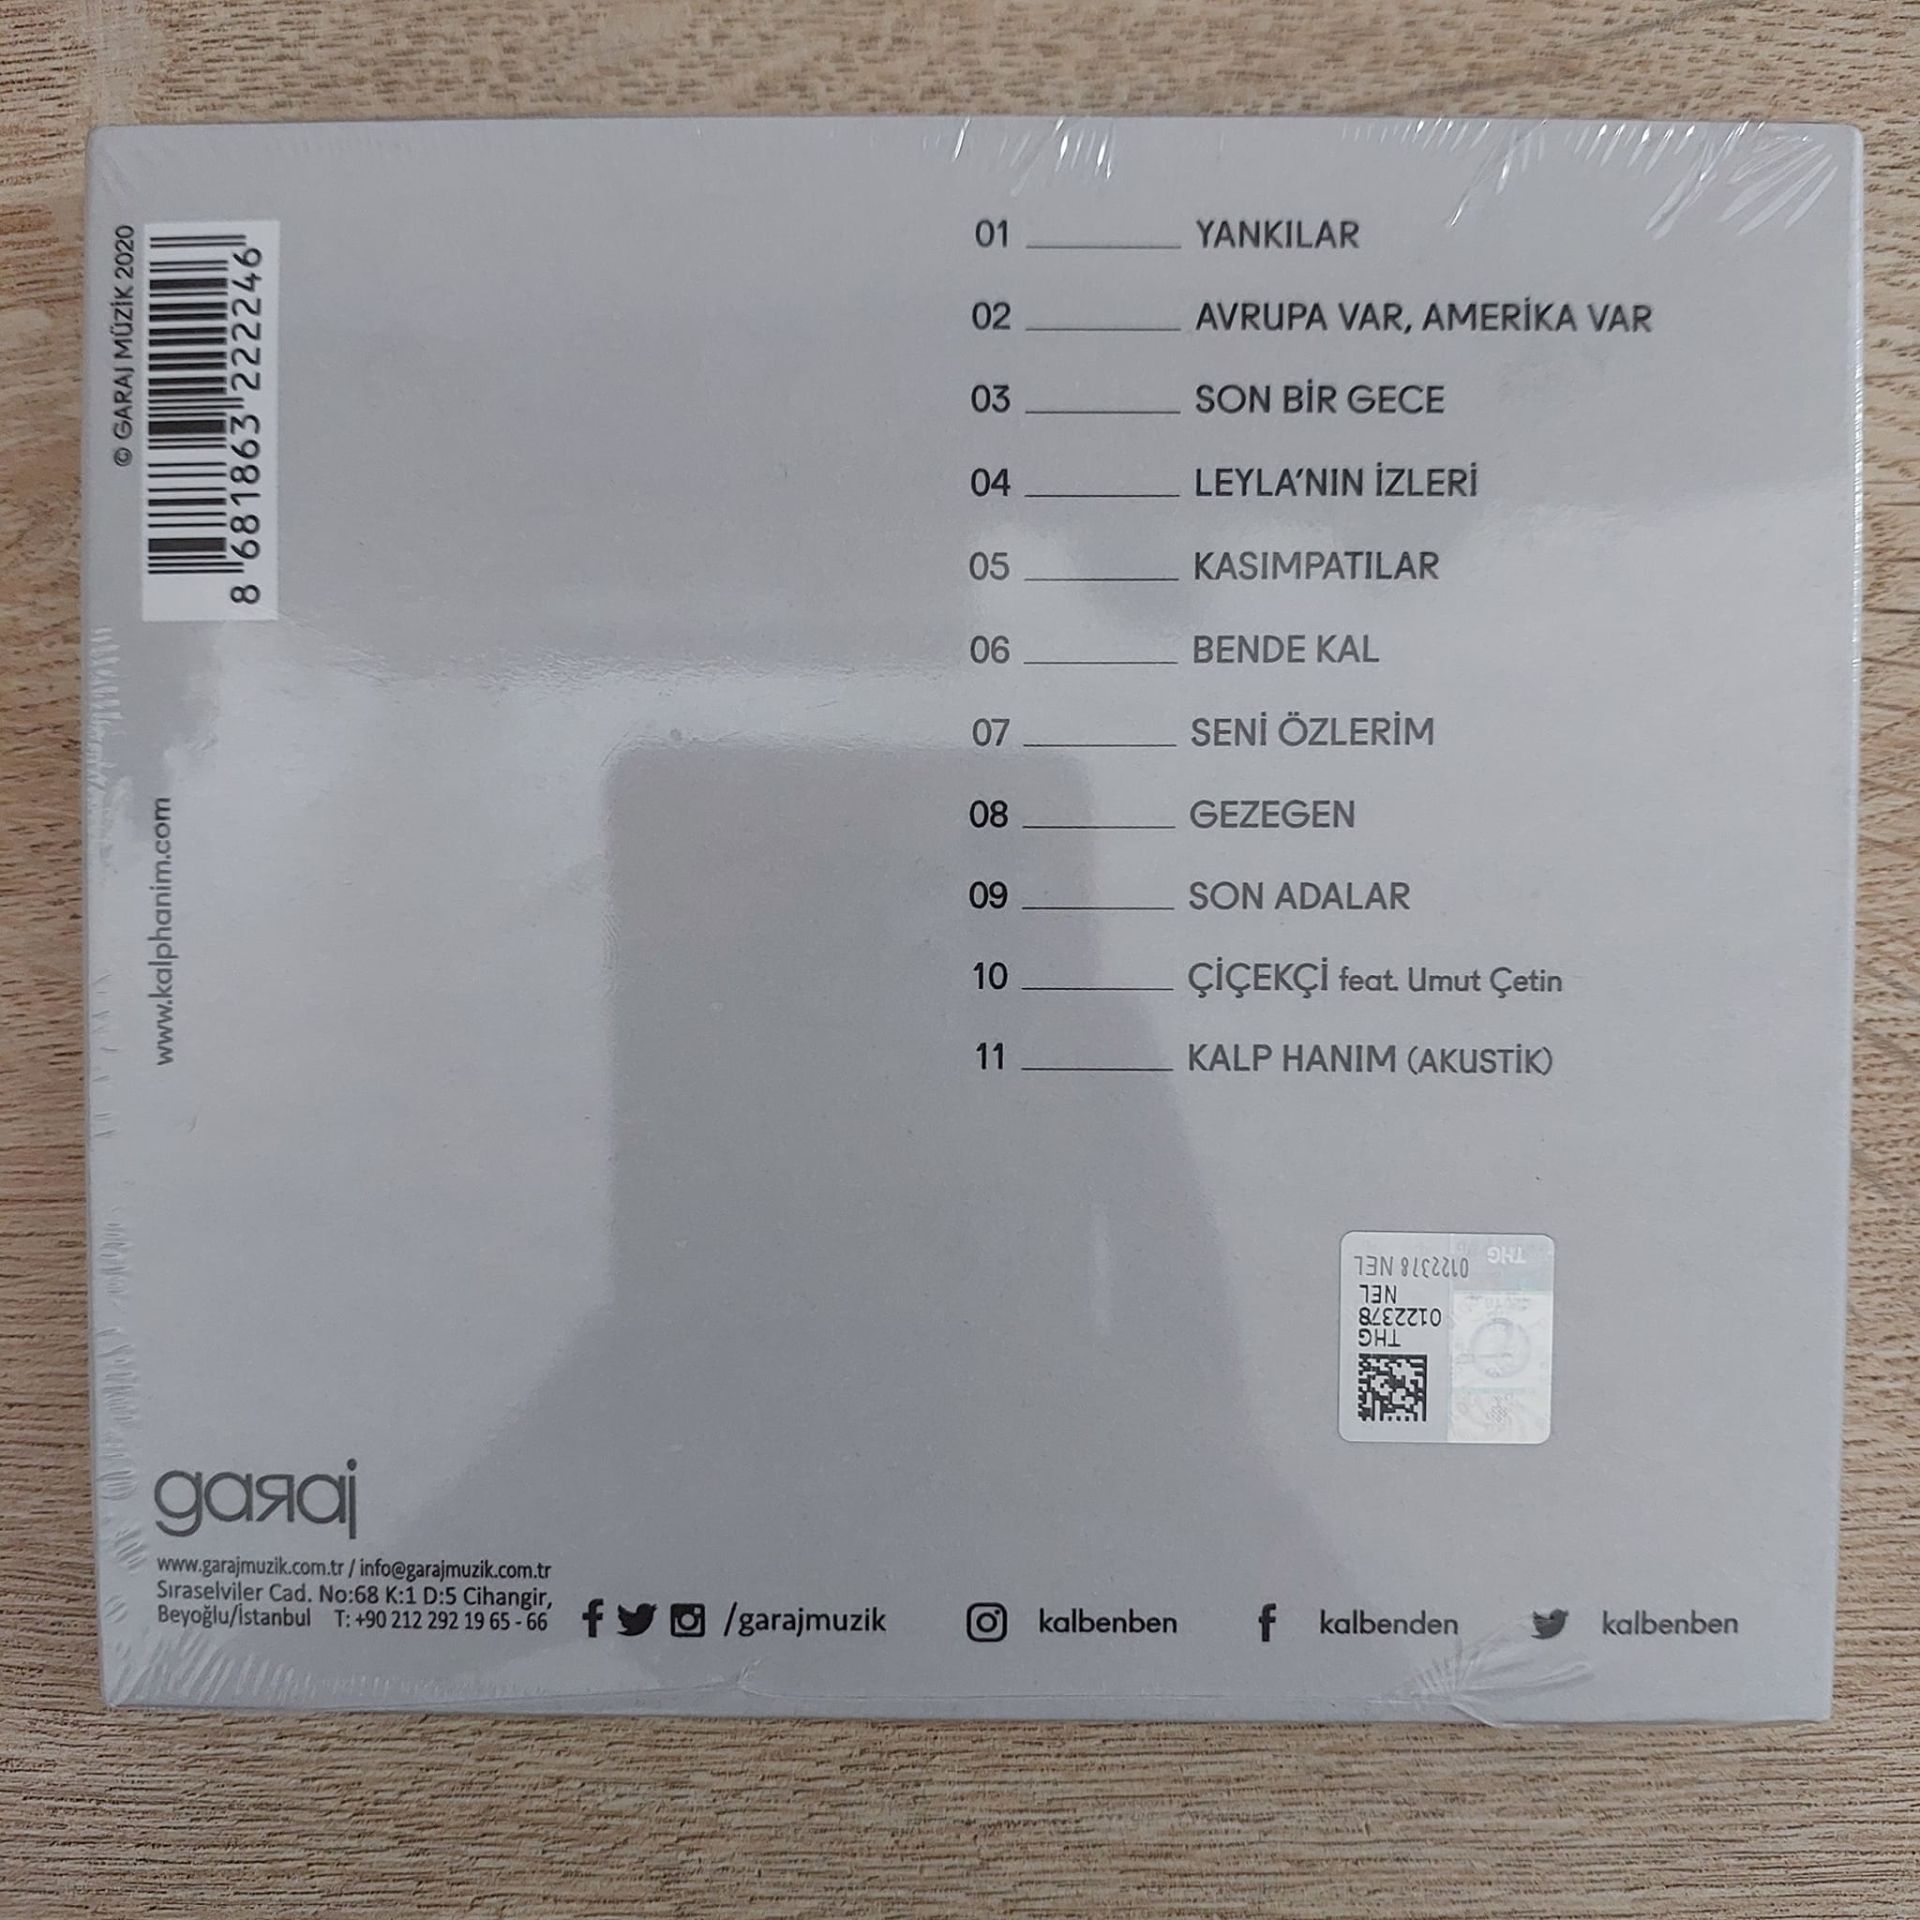 © GARAJ MÜZİK 2020
8 681863 222246
www.kalphanim.com
01 YANKILAR
02 AVRUPA VAR, AMERİKA VAR
03 SON BİR GECE
04 LEYLA’NIN İZLERİ
05 KASIMPATILAR
06 BENDE KAL
07 SENİ ÖZLERİM
08 GEZEGEN
09 SON ADALAR
10 ÇİÇEKÇİ feat. Umut Çetin
11 KALP HANIM (AKUSTİK)
THG
0122378
NEL
0122378 NEL
THG
garaj
www.garajmuzik.com.tr / info@garajmuzik.com.tr
Sıraselviler Cad. No:68 K:1 D:5 Cihangir,
Beyoğlu/İstanbul T: +90 212 292 19 65 - 66
/garajmuzik
kalbenben
kalbenden
kalbenben